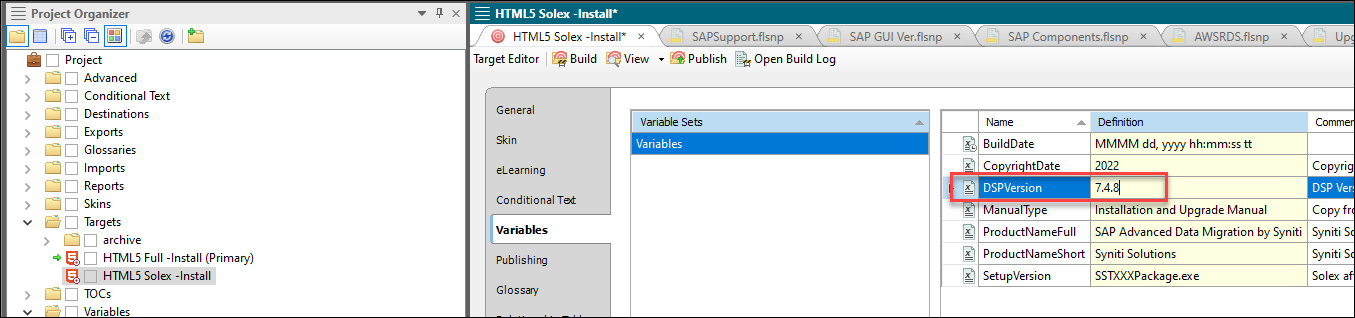 Project Organizer
Project
Advanced
Conditional Text
Destinations
Exports
Glossaries
Imports
Reports
Skins
Targets
archive
HTML5 Full -Install (Primary)
HTML5 Solex -Install
TOCs
Variables
HTML5 Solex -Install*
HTML5 Solex -Install* SAPSupport.flsnp SAP GUI Ver.flsnp SAP Components.flsnp AWSRDS.flsnp Upg
Target Editor Build View Publish Open Build Log
General
Skin
eLearning
Conditional Text
Variables
Publishing
Glossary
Variable Sets
Variables
Name Definition Commen
BuildDate MMMM dd, yyyy hh:mm:ss tt
CopyrightDate 2022 Copyrig
DSPVersion 7.4.8 DSP Vers
ManualType Installation and Upgrade Manual Copy fro
ProductNameFull SAP Advanced Data Migration by Syniti Syniti So
ProductNameShort Syniti Solutions Syniti So
SetupVersion SSTXXXPackage.exe Solex aft